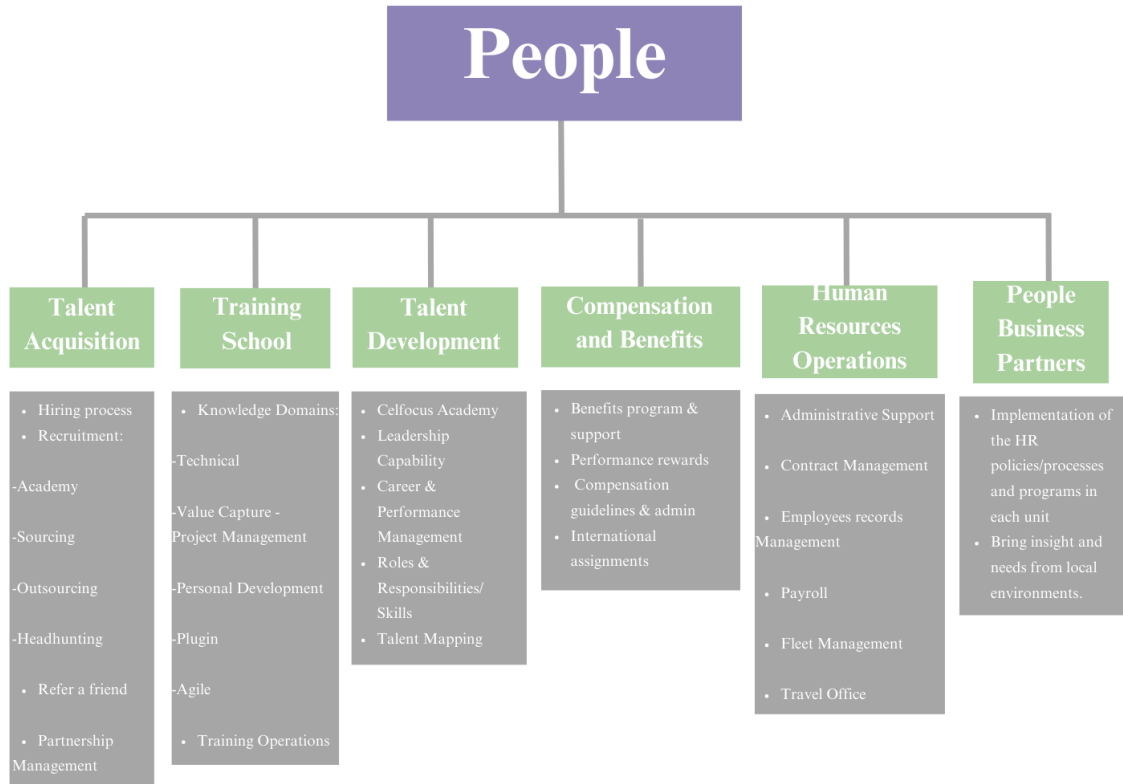 People
Talent
Acquisition
• Hiring process
• Recruitment:
-Academy
-Sourcing
-Outsourcing
-Headhunting
• Refer a friend
• Partnership
Management
Training
School
• Knowledge Domains:
-Technical
-Value Capture -
Project Management
-Personal Development
-Plugin
-Agile
• Training Operations
Talent
Development
• Celfocus Academy
• Leadership
Capability
• Career &
Performance
Management
• Roles &
Responsibilities/
Skills
• Talent Mapping
Compensation
and Benefits
• Benefits program &
support
• Performance rewards
• Compensation
guidelines & admin
• International
assignments
Human
Resources
Operations
• Administrative Support
• Contract Management
• Employees records
Management
• Payroll
• Fleet Management
• Travel Office
People
Business
Partners
• Implementation of
the HR
policies/processes
and programs in
each unit
• Bring insight and
needs from local
environments.